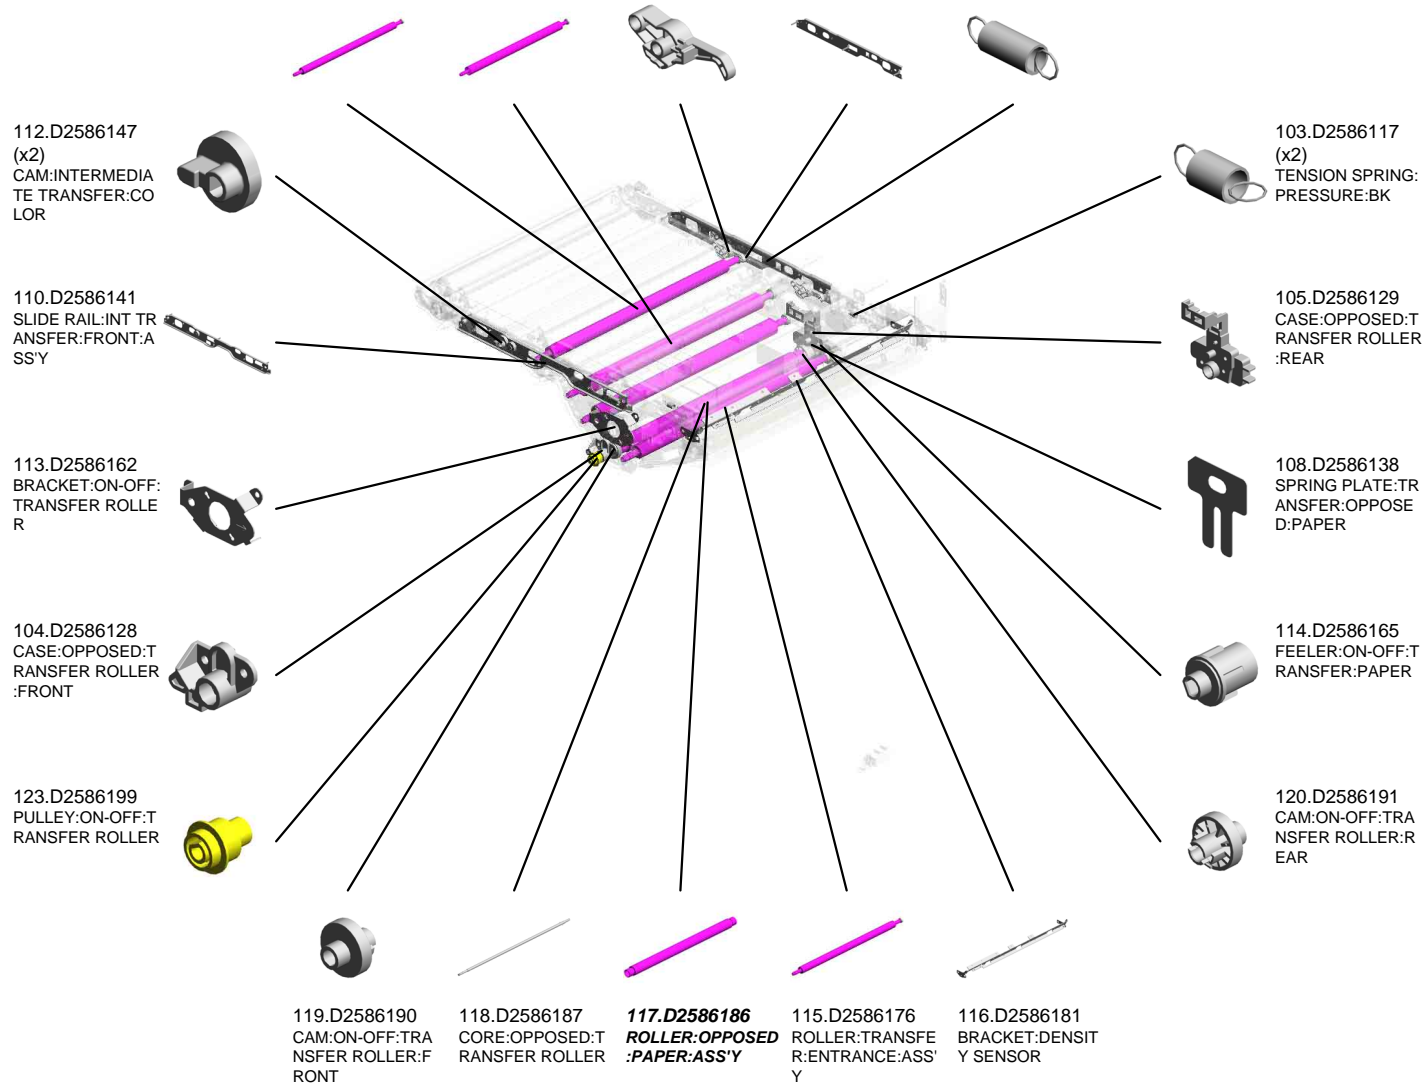 112.D2586147
(x2)
CAM:INTERMEDIA
TE TRANSFER:CO
LOR
103.D2586117
(x2)
TENSION SPRING:
PRESSURE:BK
110.D2586141
SLIDE RAIL:INT TR
ANSFER:FRONT:A
SS'Y
105.D2586129
CASE:OPPOSED:T
RANSFER ROLLER
:REAR
113.D2586162
BRACKET:ON-OFF:
TRANSFER ROLLE
R
108.D2586138
SPRING PLATE:TR
ANSFER:OPPOSE
D:PAPER
104.D2586128
CASE:OPPOSED:T
RANSFER ROLLER
:FRONT
114.D2586165
FEELER:ON-OFF:T
RANSFER:PAPER
123.D2586199
PULLEY:ON-OFF:T
RANSFER ROLLER
120.D2586191
CAM:ON-OFF:TRA
NSFER ROLLER:R
EAR
119.D2586190
CAM:ON-OFF:TRA
NSFER ROLLER:F
RONT
118.D2586187
CORE:OPPOSED:T
RANSFER ROLLER
117.D2586186
ROLLER:OPPOSED
:PAPER:ASS'Y
115.D2586176
ROLLER:TRANSFE
R:ENTRANCE:ASS'
Y
116.D2586181
BRACKET:DENSIT
Y SENSOR